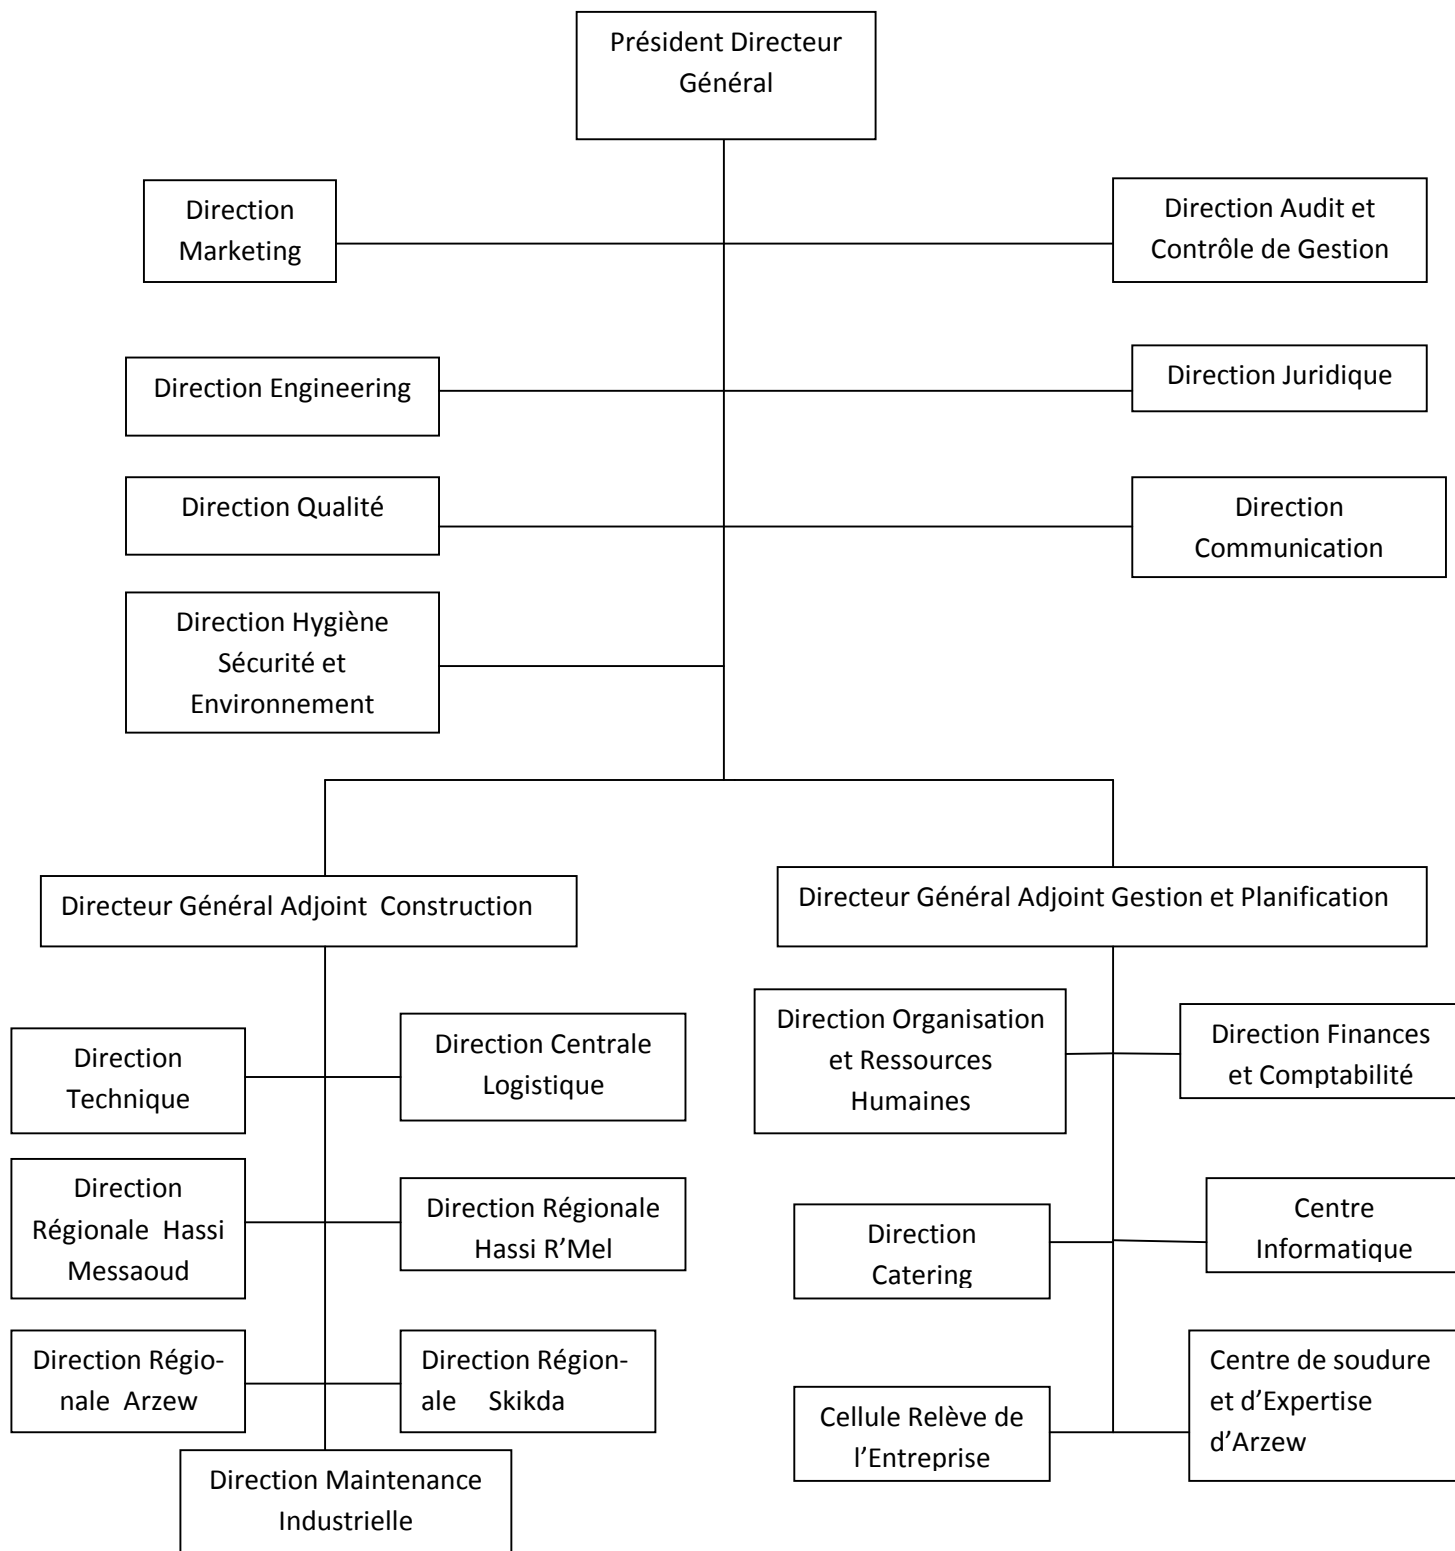 Président Directeur
Général
Direction
Marketing
Direction Audit et
Contrôle de Gestion
Direction Engineering
Direction Juridique
Direction Qualité
Direction
Communication
Direction Hygiène
Sécurité et
Environnement
Directeur Général Adjoint  Construction
Directeur Général Adjoint Gestion et Planification
Direction
Technique
Direction Centrale
Logistique
Direction Organisation
et Ressources
Humaines
Direction Finances
et Comptabilité
Direction
Régionale  Hassi
Messaoud
Direction Régionale
Hassi R’Mel
Direction
Catering
Centre
Informatique
Direction Régio-
nale  Arzew
Direction Région-
ale    Skikda
Cellule Relève de
l’Entreprise
Centre de soudure
et d’Expertise
d’Arzew
Direction Maintenance
Industrielle